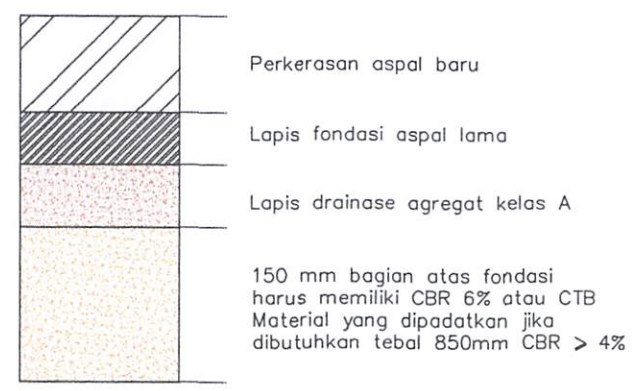 Perkerasan aspal baru
Lapis fondasi aspal lama
Lapis drainase agregat kelas A
150 mm bagian atas fondasi
harus memiliki CBR 6% atau CTB
Material yang dipadatkan jika
dibutuhkan tebal 850mm CBR > 4%